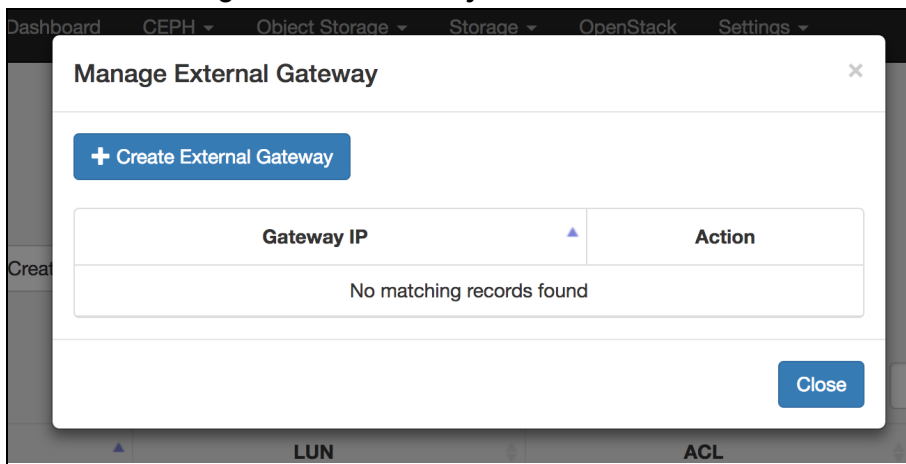 Dashboard CEPH Object Storage Storage OpenStack Settings
Manage External Gateway ×
+ Create External Gateway
Gateway IP Action
Creat
No matching records found
Close
LUN ACL